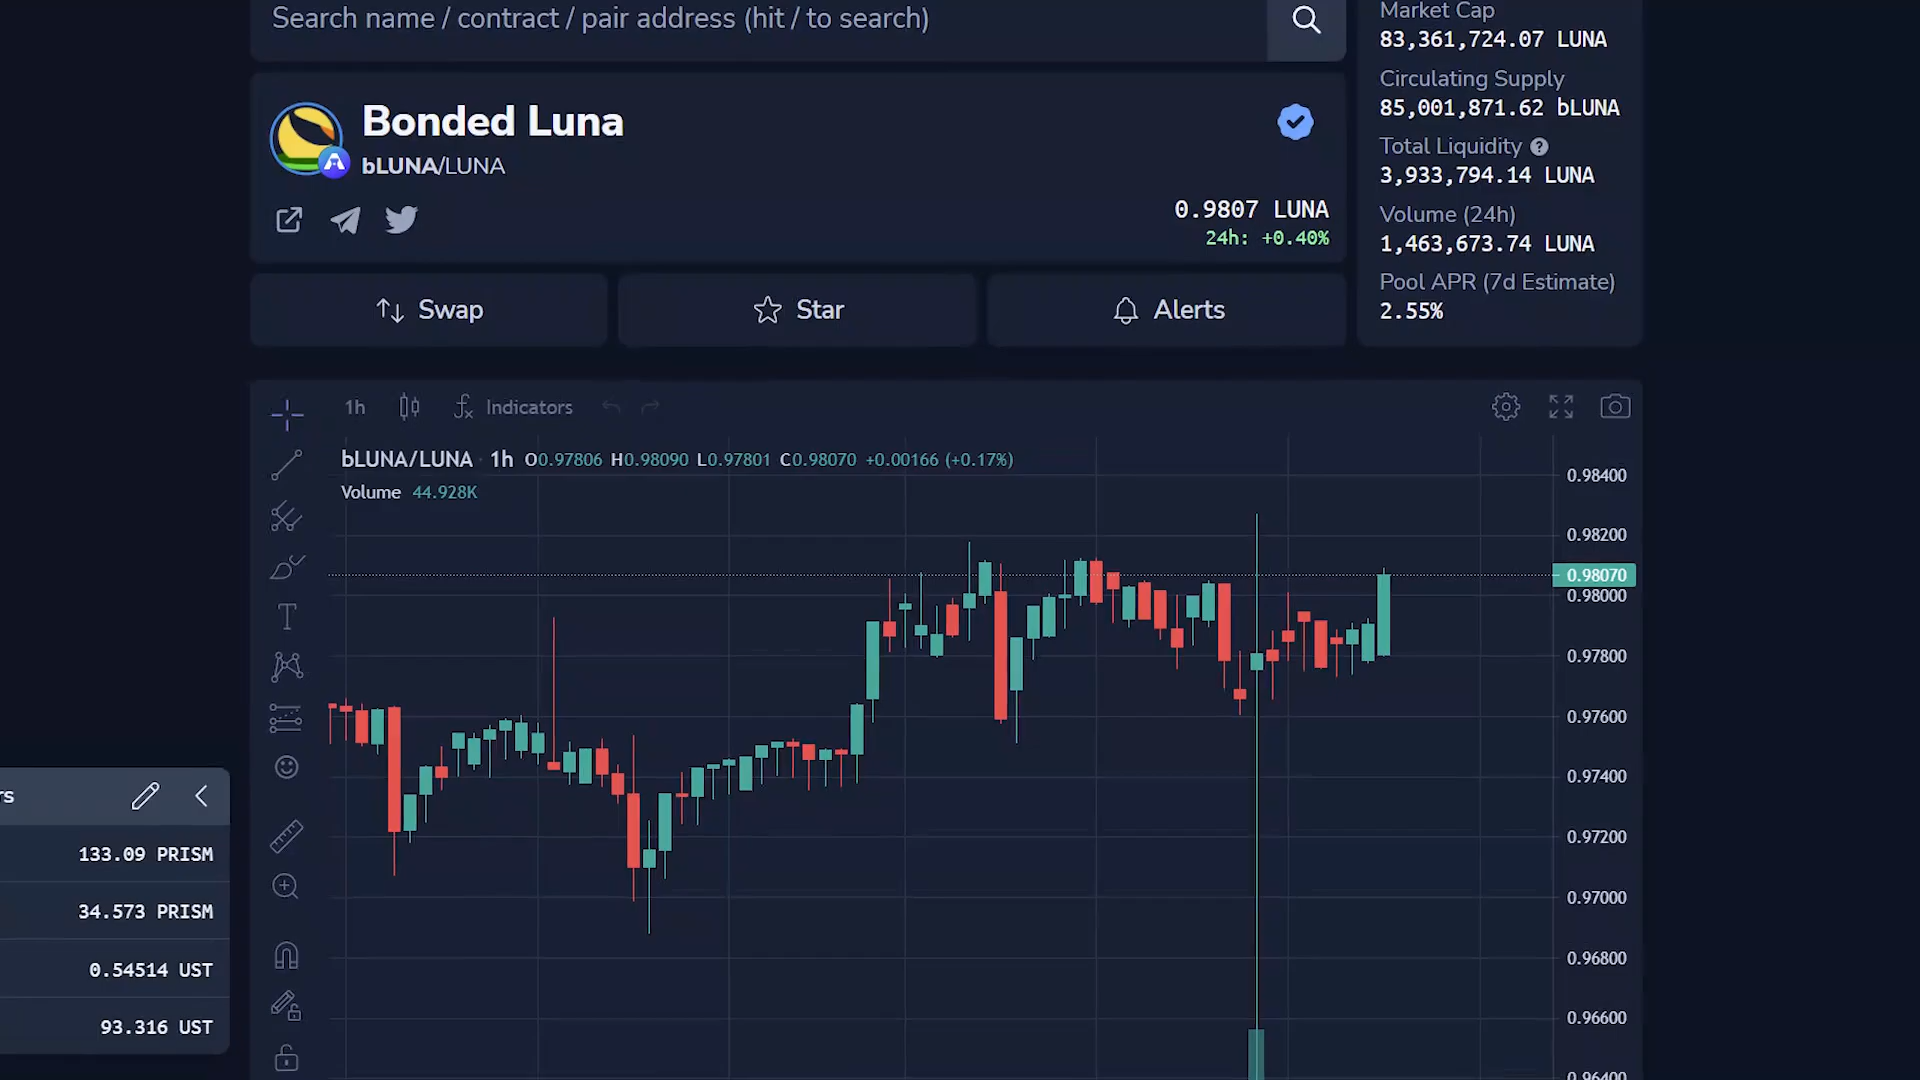 Search name / contract / pair address (hit / to search)
Market Cap
83,361,724.07 LUNA
Circulating Supply
85,001,871.62 bLUNA
Total Liquidity ?
3,933,794.14 LUNA
Volume (24h)
1,463,673.74 LUNA
Pool APR (7d Estimate)
2.55%
Bonded Luna
bLUNA/LUNA
0.9807 LUNA
24h: +0.40%
Swap
Star
Alerts
1h
Indicators
bLUNA/LUNA · 1h O0.97806 H0.98090 L0.97801 C0.98070 +0.00166 (+0.17%)
Volume 44.928K
0.98400
0.98200
0.98070
0.98000
0.97800
0.97600
0.97400
0.97200
0.97000
0.96800
0.96600
0.96400
rs
133.09 PRISM
34.573 PRISM
0.54514 UST
93.316 UST